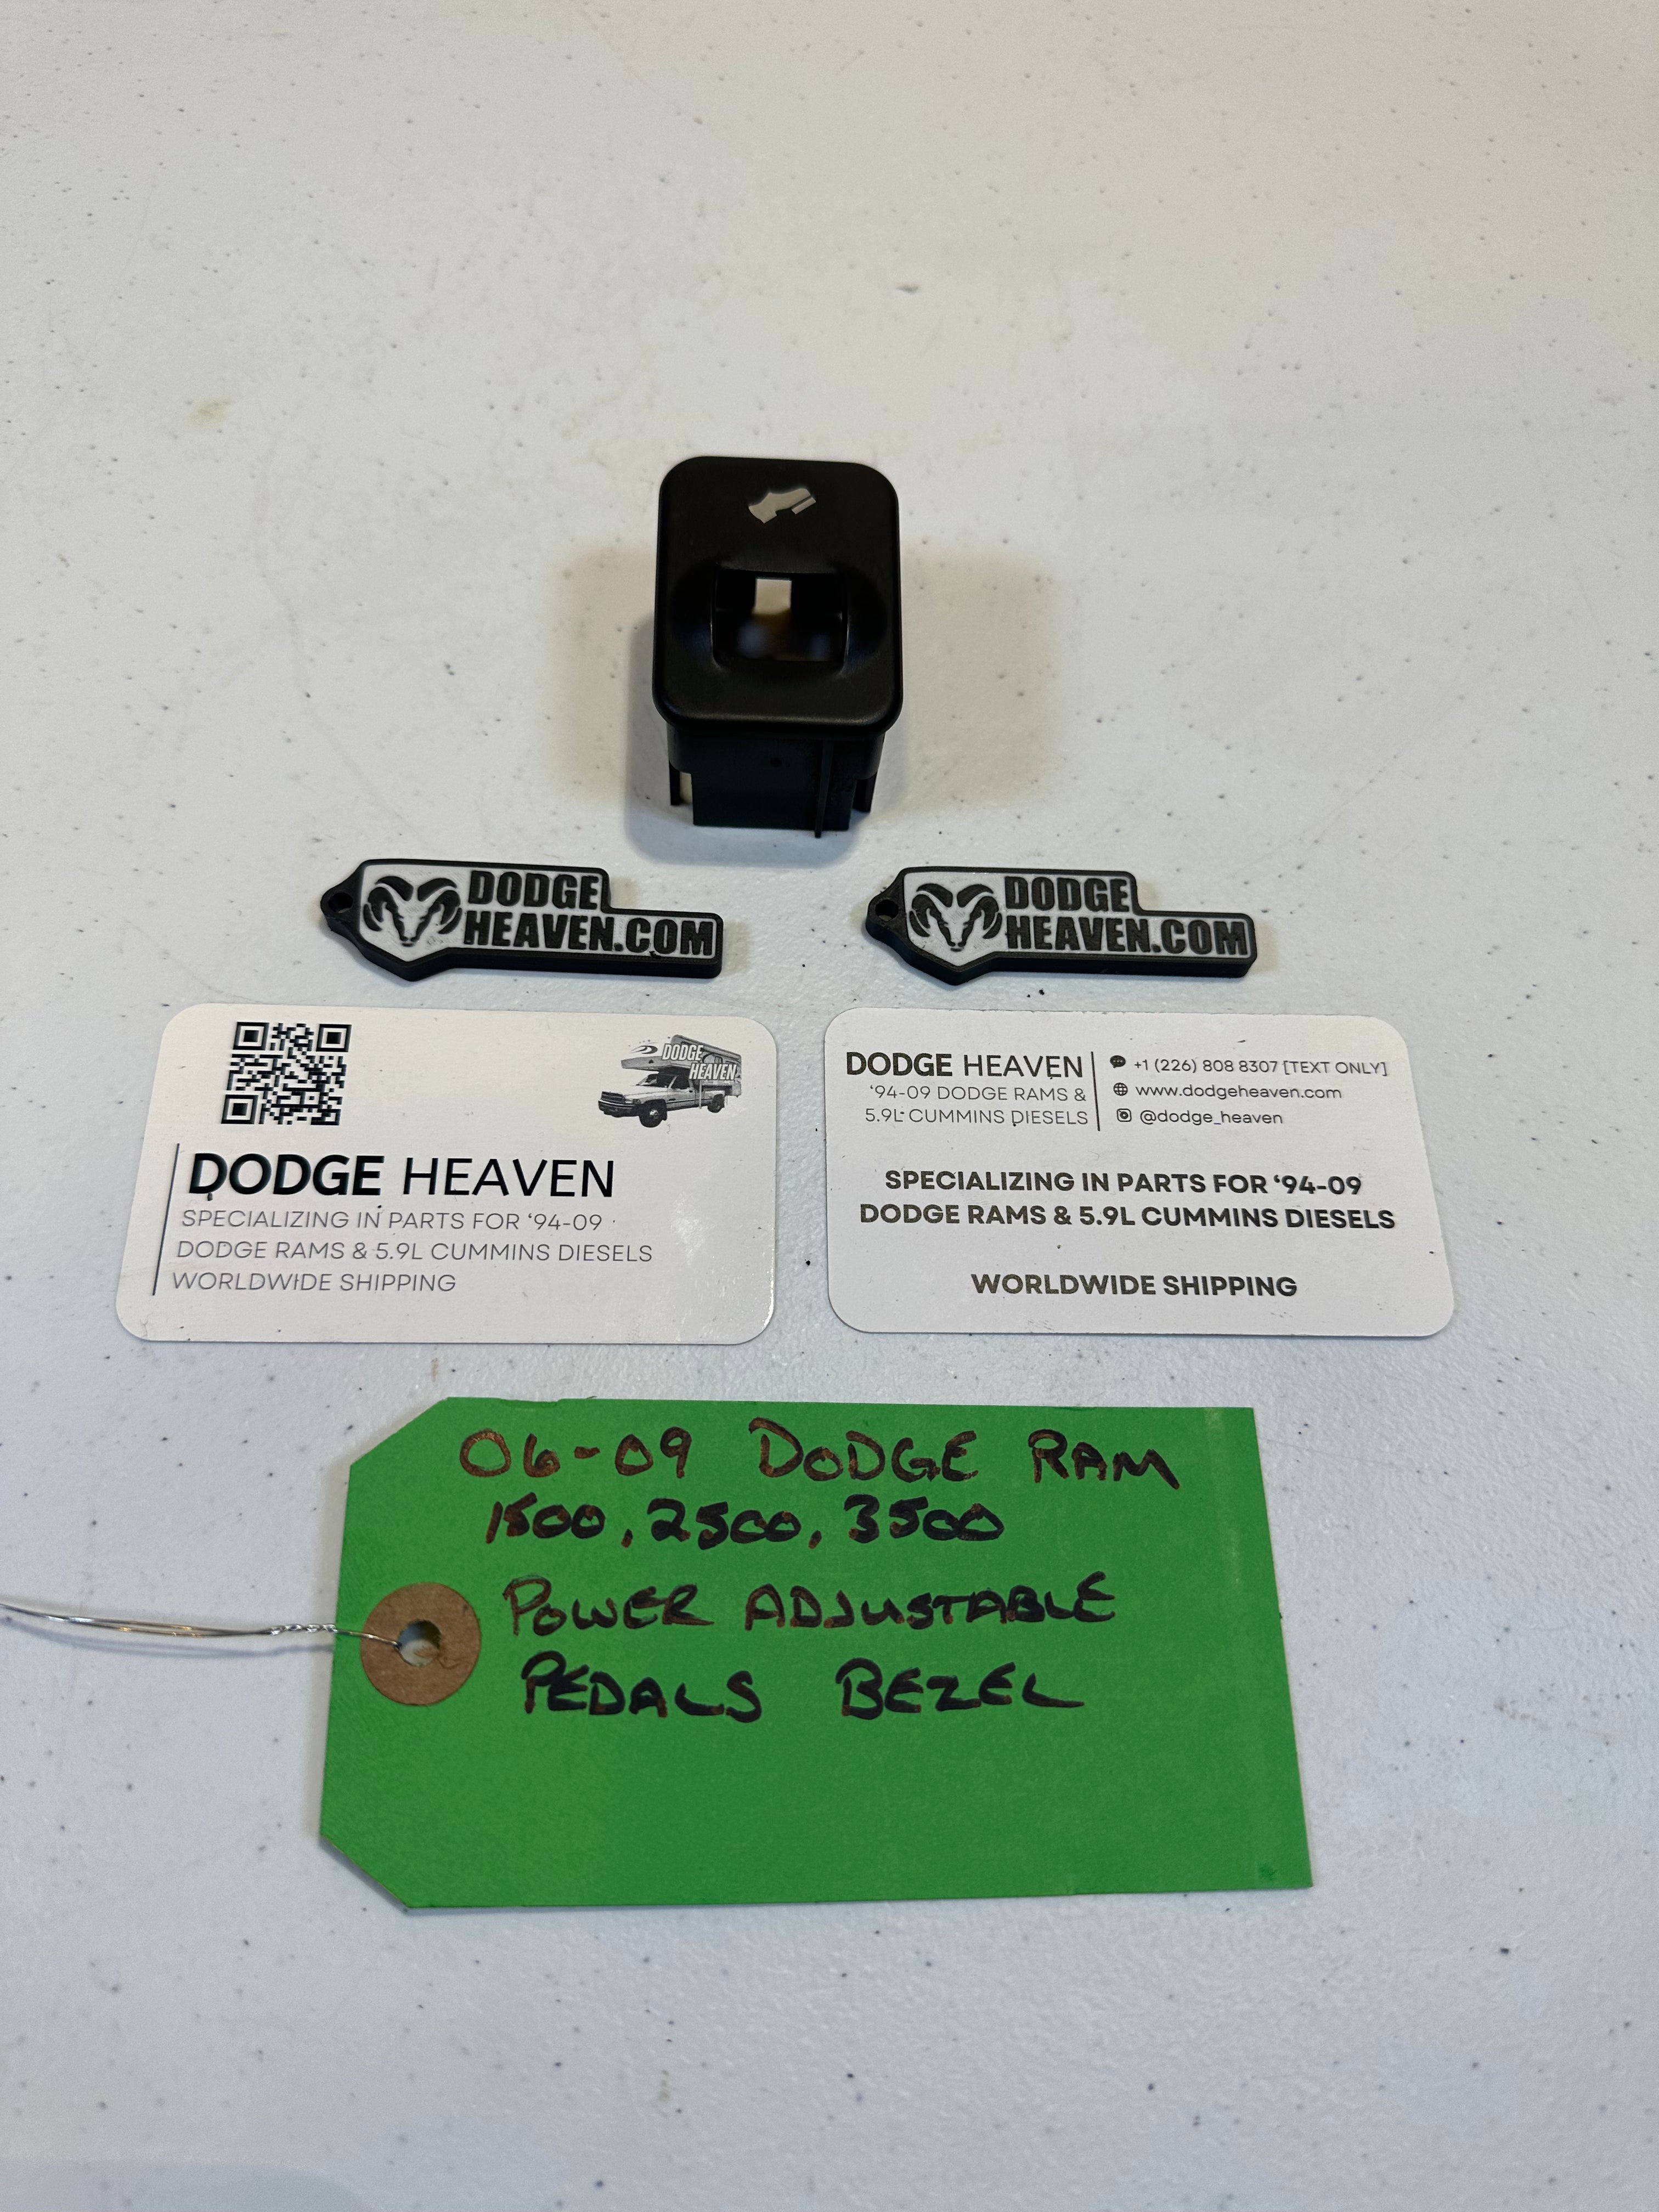 DODGE
HEAVEN.COM
DODGE
HEAVEN.COM
DODGE
HEAVEN
DODGE HEAVEN
SPECIALIZING IN PARTS FOR '94-09
DODGE RAMS & 5.9L CUMMINS DIESELS
WORLDWIDE SHIPPING
DODGE HEAVEN
'94-09 DODGE RAMS &
5.9L CUMMINS DIESELS
+1 (226) 808 8307 [TEXT ONLY]
www.dodgeheaven.com
@dodge_heaven
SPECIALIZING IN PARTS FOR '94-09
DODGE RAMS & 5.9L CUMMINS DIESELS
WORLDWIDE SHIPPING
06-09 DODGE RAM
1500, 2500, 3500
POWER ADJUSTABLE
PEDALS BEZEL